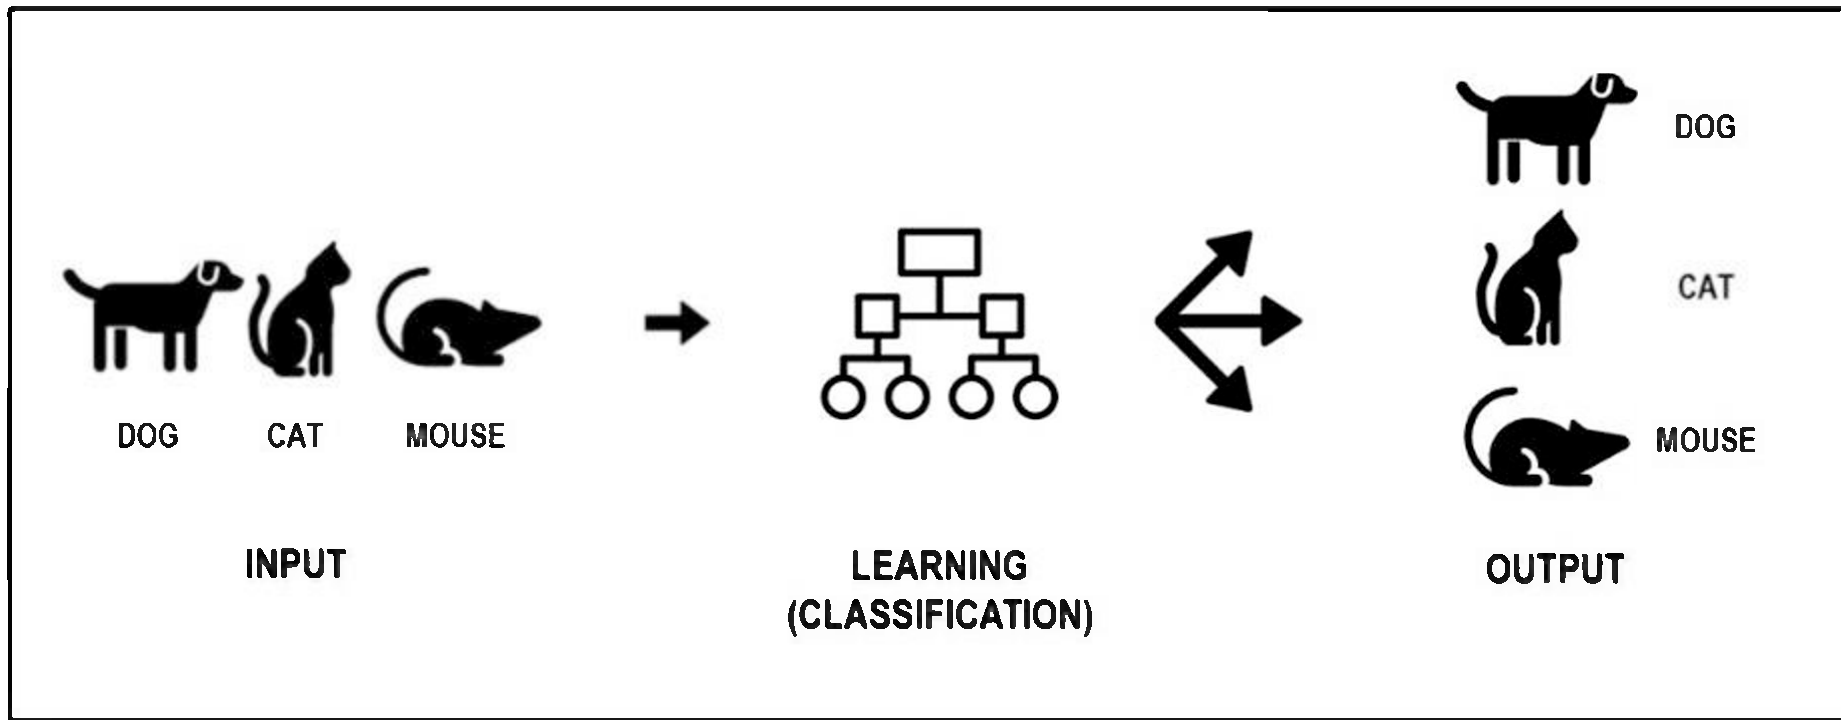 DOG CAT MOUSE
INPUT
LEARNING
(CLASSIFICATION)
DOG
CAT
MOUSE
OUTPUT